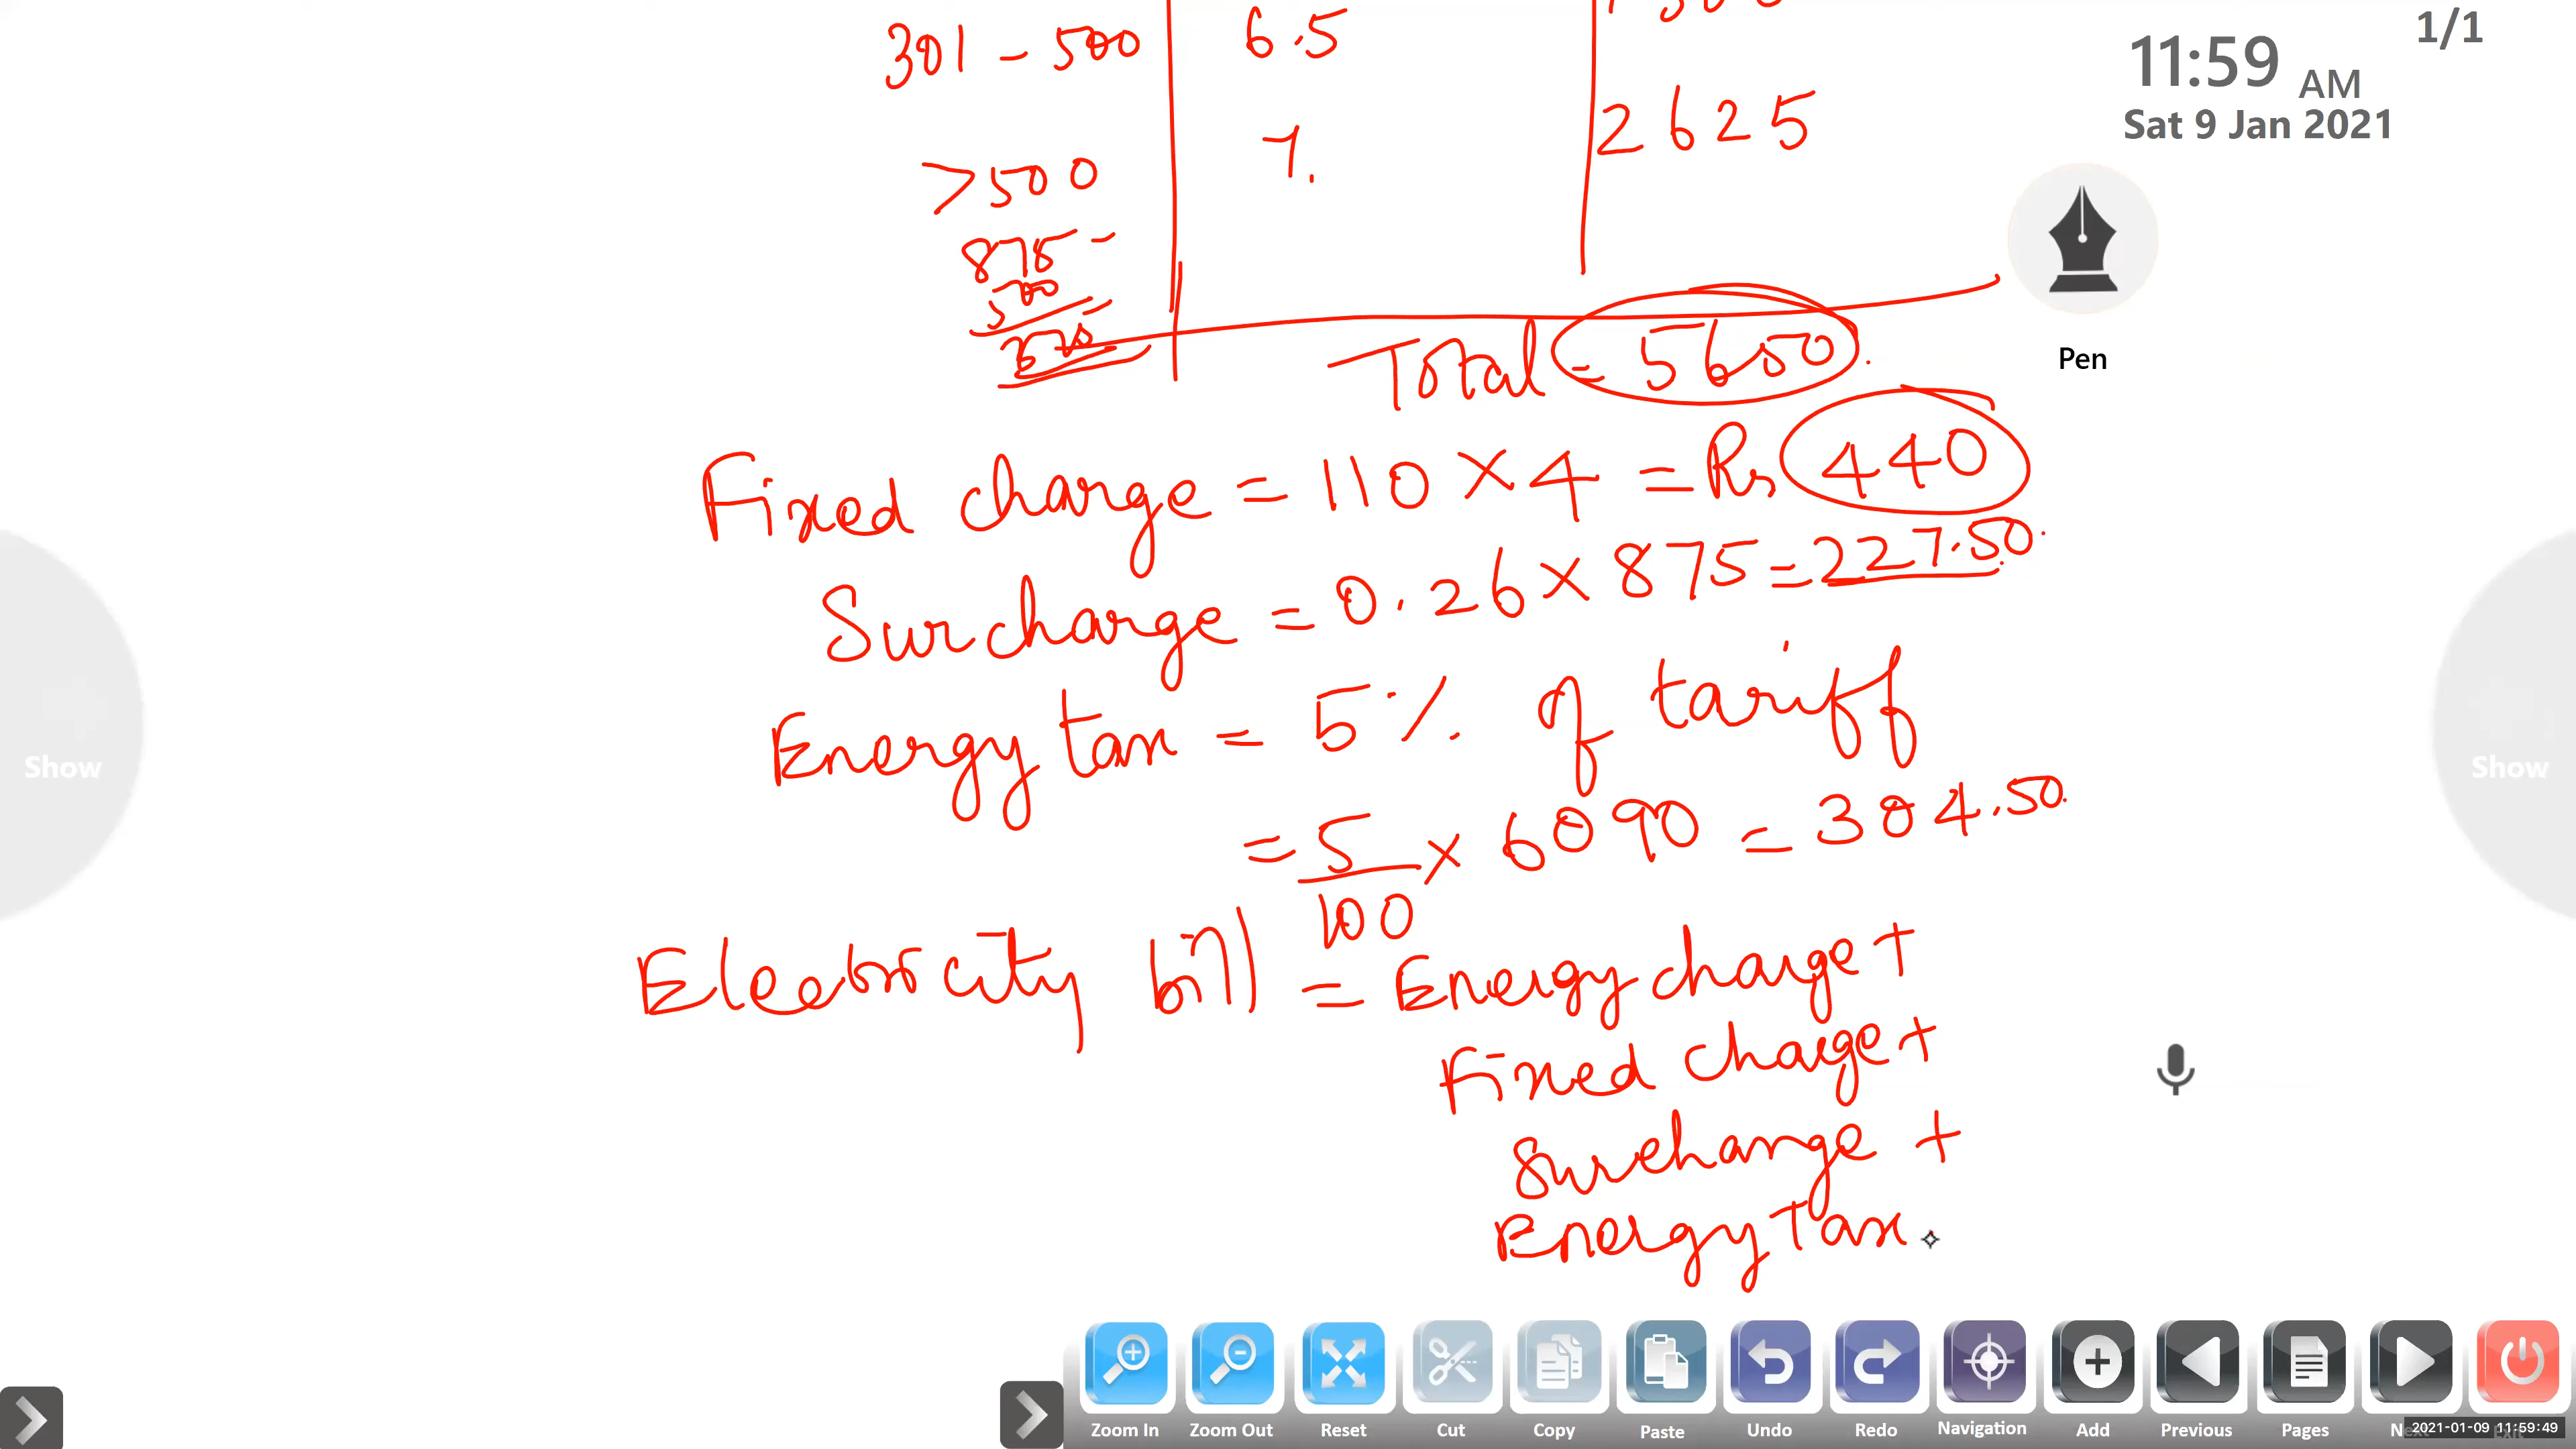 1/1
11:59 AM
Sat 9 Jan 2021
Pen
301 - 500 6.5
>500 7. 2625
875 -
500
375
Total = 5650.
Fixed charge = 110 × 4 = Rs 440
Surcharge = 0.26 × 875 = 227.50.
Energy tax = 5% of tariff
= 5/100 × 6090 = 304.50.
Electricity bill = Energy charge +
Fixed charge +
Surcharge +
Energy Tax
Show
Show
Zoom In Zoom Out Reset Cut Copy Paste Undo Redo Navigation Add Previous Pages
2021-01-09 11:59:49